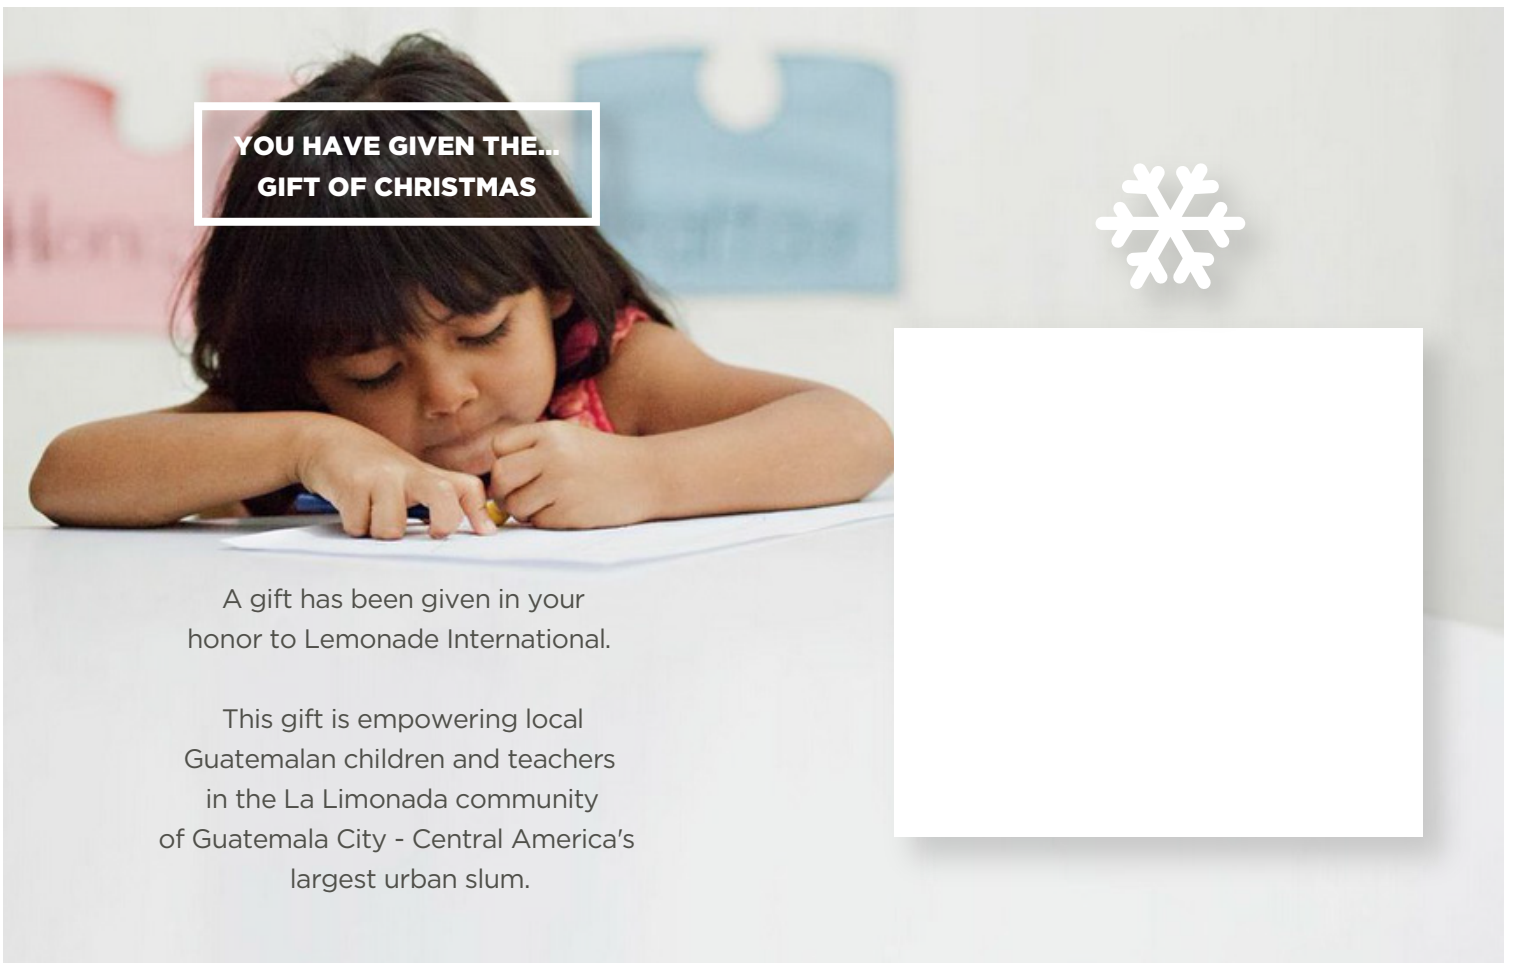 YOU HAVE GIVEN THE...
GIFT OF CHRISTMAS
Hon
A gift has been given in your
honor to Lemonade International.
This gift is empowering local
Guatemalan children and teachers
in the La Limonada community
of Guatemala City - Central America's
largest urban slum.